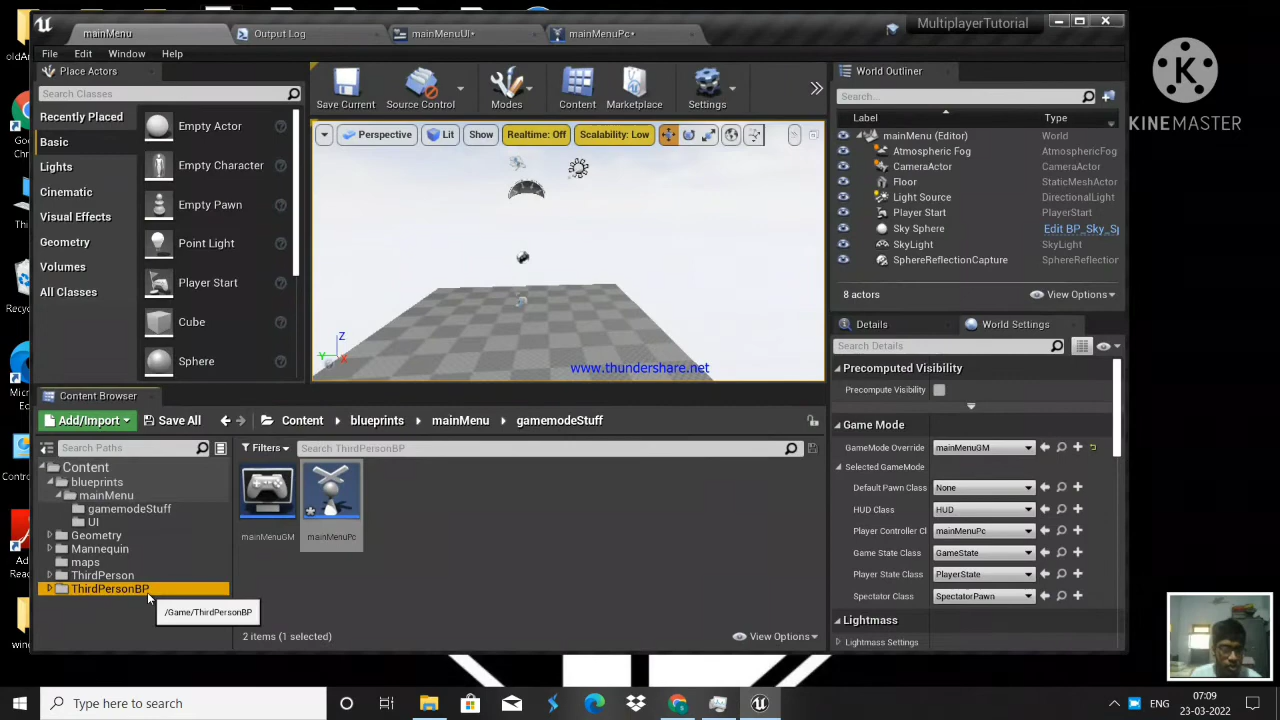 mainMenu
Output Log
mainMenuUI*
mainMenuPc*
MultiplayerTutorial
File Edit Window Help
Place Actors
Search Classes
Recently Placed
Basic
Lights
Cinematic
Visual Effects
Geometry
Volumes
All Classes
Empty Actor
Empty Character
Empty Pawn
Point Light
Player Start
Cube
Sphere
Save Current
Source Control
Modes
Content
Marketplace
Settings
Perspective
Lit
Show
Realtime: Off
Scalability: Low
Z
Y
X
www.thundershare.net
World Outliner
Search...
Label Type
mainMenu (Editor) World
Atmospheric Fog AtmosphericFog
CameraActor CameraActor
Floor StaticMeshActor
Light Source DirectionalLight
Player Start PlayerStart
Sky Sphere Edit BP_Sky_Sp
SkyLight SkyLight
SphereReflectionCapture SphereReflection
8 actors View Options
Details
World Settings
Search Details
Precomputed Visibility
Precompute Visibility
Game Mode
GameMode Override mainMenuGM
Selected GameMode
Default Pawn Class None
HUD Class HUD
Player Controller Cl mainMenuPc
Game State Class GameState
Player State Class PlayerState
Spectator Class SpectatorPawn
Lightmass
Lightmass Settings
Content Browser
Add/Import
Save All
Content
blueprints
mainMenu
gamemodeStuff
Search Paths
Filters
Search ThirdPersonBP
Content
blueprints
mainMenu
gamemodeStuff
UI
Geometry
Mannequin
maps
ThirdPerson
ThirdPersonBP
/Game/ThirdPersonBP
mainMenuGM
mainMenuPc
2 items (1 selected)
View Options
K
KINEMASTER
Type here to search
ENG
07:09
23-03-2022